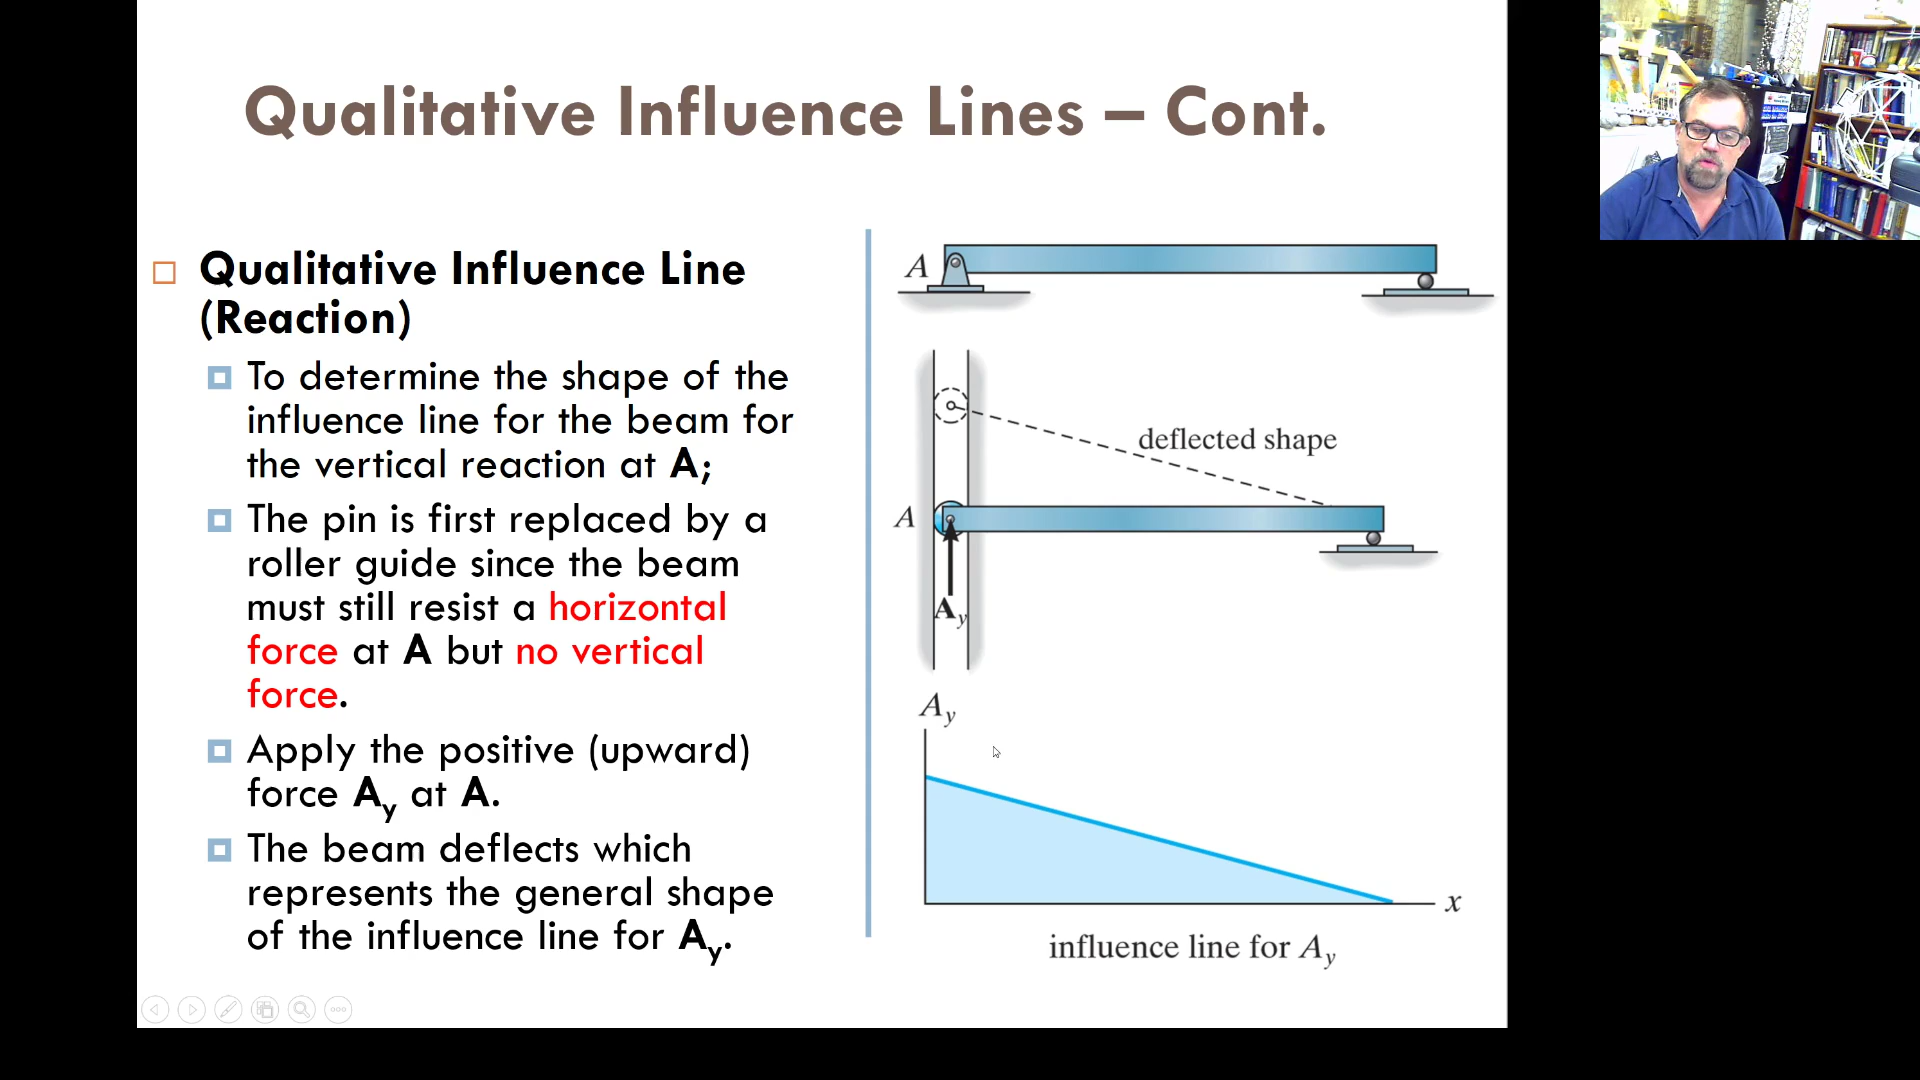 Qualitative Influence Lines – Cont.
Qualitative Influence Line
(Reaction)
To determine the shape of the
influence line for the beam for
the vertical reaction at A;
The pin is first replaced by a
roller guide since the beam
must still resist a horizontal
force at A but no vertical
force.
Apply the positive (upward)
force Ay at A.
The beam deflects which
represents the general shape
of the influence line for Ay.
A
deflected shape
A
Ay
Ay
x
influence line for Ay